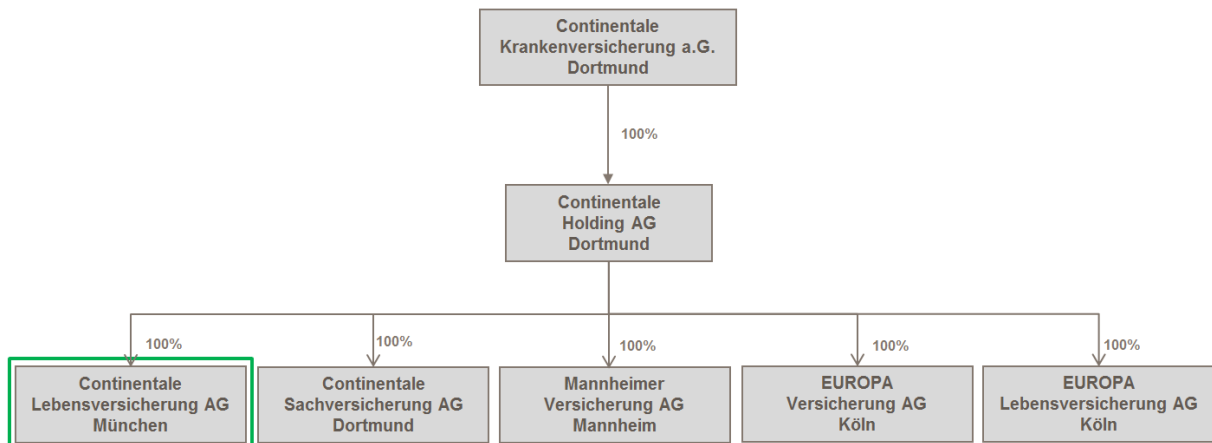 Continentale
Krankenversicherung a.G.
Dortmund
100%
Continentale
Holding AG
Dortmund
100%
100%
100%
100%
100%
Continentale
Lebensversicherung AG
München
Continentale
Sachversicherung AG
Dortmund
Mannheimer
Versicherung AG
Mannheim
EUROPA
Versicherung AG
Köln
EUROPA
Lebensversicherung AG
Köln